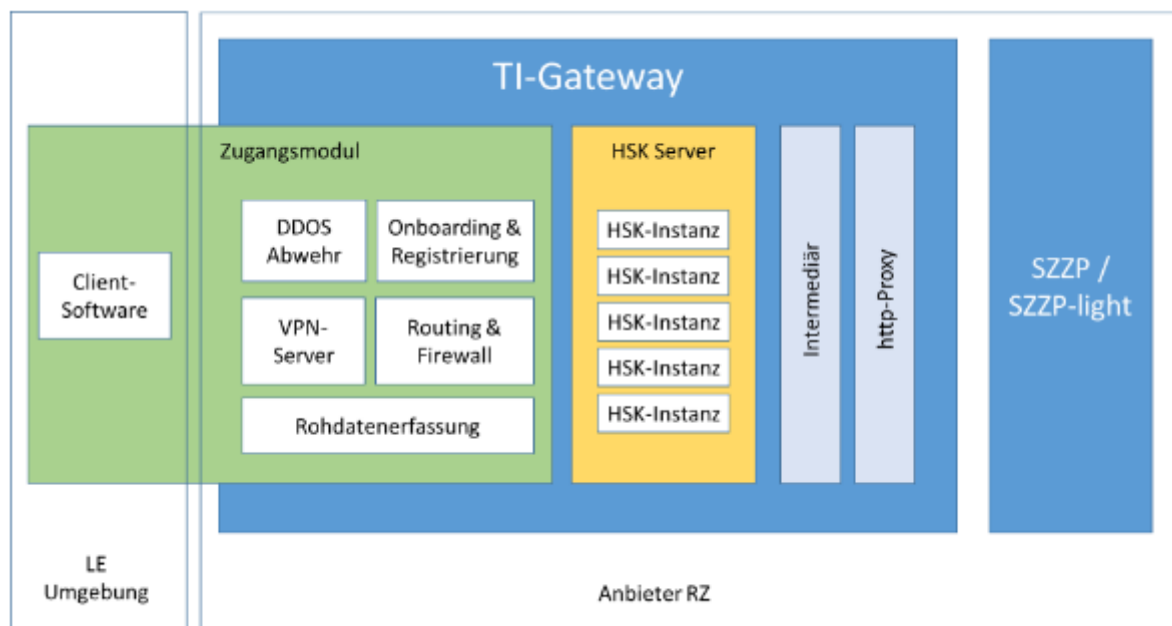 TI-Gateway
Zugangsmodul
HSK Server
DDOS
Abwehr
Onboarding &
Registrierung
Client-
Software
VPN-
Server
Routing &
Firewall
Rohdatenerfassung
HSK-Instanz
HSK-Instanz
HSK-Instanz
HSK-Instanz
HSK-Instanz
Intermediär
http-Proxy
SZZP /
SZZP-light
LE
Umgebung
Anbieter RZ